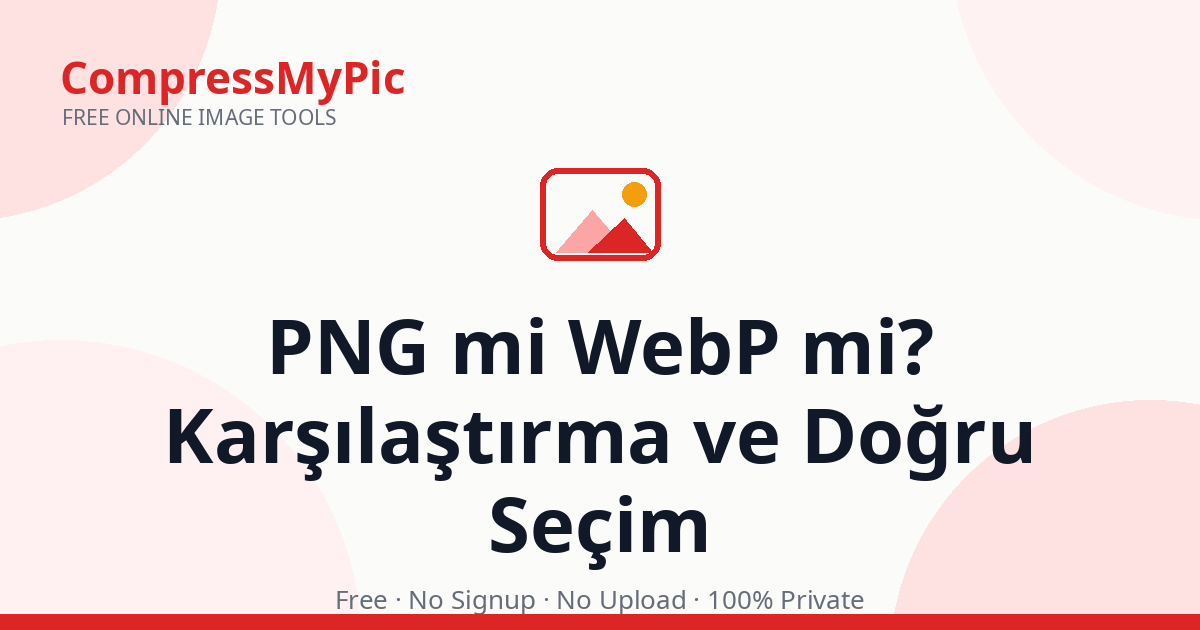 CompressMyPic
FREE ONLINE IMAGE TOOLS
PNG mi WebP mi?
Karşılaştırma ve Doğru
Seçim
Free · No Signup · No Upload · 100% Private